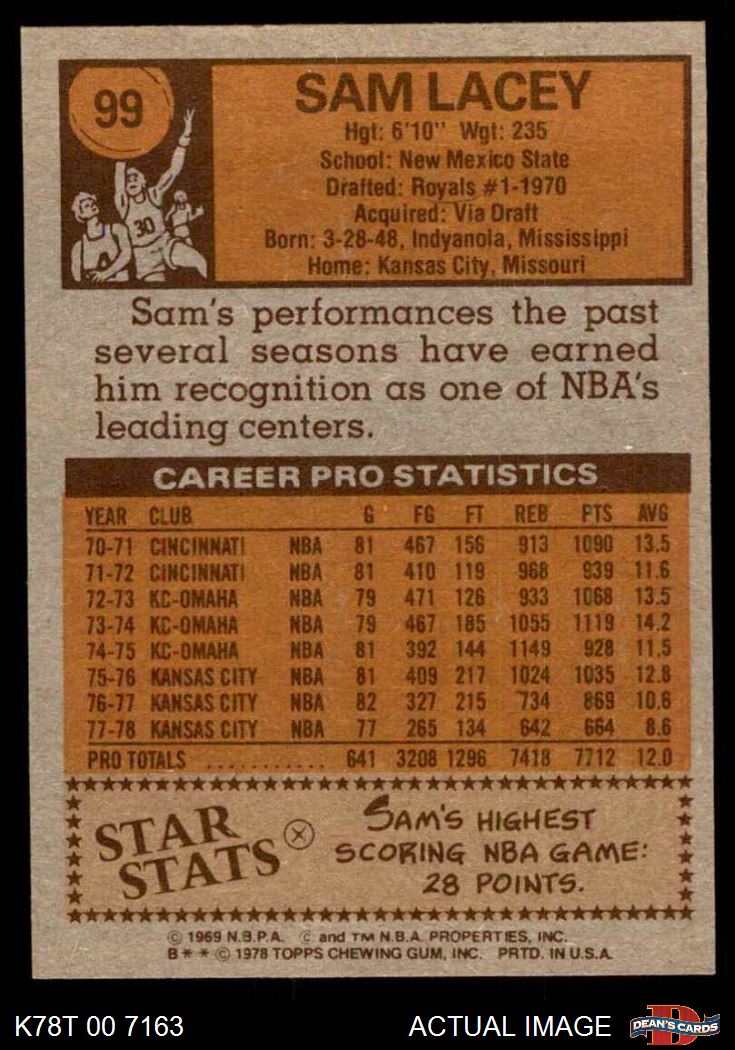 99
SAM LACEY
Hgt: 6'10" Wgt: 235
School: New Mexico State
Drafted: Royals #1-1970
Acquired: Via Draft
Born: 3-28-48, Indyanola, Mississippi
Home: Kansas City, Missouri
30
Sam's performances the past
several seasons have earned
him recognition as one of NBA's
leading centers.
CAREER PRO STATISTICS
YEAR CLUB G FG FT REB PTS AVG
70-71 CINCINNATI NBA 81 467 156 913 1090 13.5
71-72 CINCINNATI NBA 81 410 119 968 939 11.6
72-73 KC-OMAHA NBA 79 471 126 933 1068 13.5
73-74 KC-OMAHA NBA 79 467 185 1055 1119 14.2
74-75 KC-OMAHA NBA 81 392 144 1149 928 11.5
75-76 KANSAS CITY NBA 81 409 217 1024 1035 12.8
76-77 KANSAS CITY NBA 82 327 215 734 869 10.6
77-78 KANSAS CITY NBA 77 265 134 642 664 8.6
PRO TOTALS ........... 641 3208 1296 7418 7712 12.0
STAR
STATS
SAM'S HIGHEST
SCORING NBA GAME:
28 POINTS.
© 1969 N.B.P.A. © and TM N.B.A. PROPERTIES, INC.
B * * © 1978 TOPPS CHEWING GUM, INC. PRTD. IN U.S.A.
K78T 00 7163
ACTUAL IMAGE
D
DEAN'S CARDS